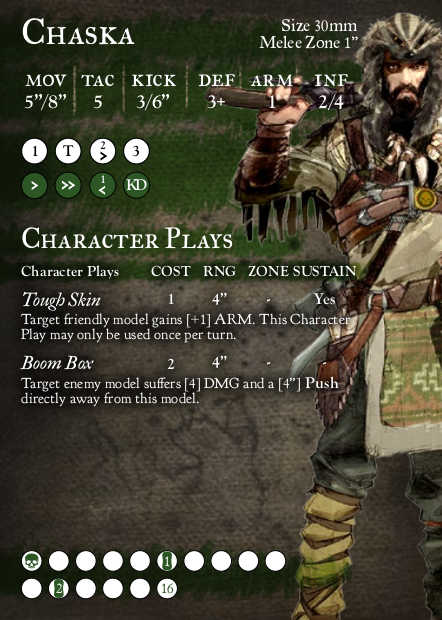 Chaska
Size 30mm
Melee Zone 1”
MOV TAC KICK DEF ARM INF
5”/8” 5 3/6” 3+ 1 2/4
1 T 2 > 3
> >> 1 < KD
Character Plays
Character Plays COST RNG ZONE SUSTAIN
Tough Skin 1 4” - Yes
Target friendly model gains [+1] ARM. This Character
Play may only be used once per turn.
Boom Box 2 4” - -
Target enemy model suffers [4] DMG and a [4”] Push
directly away from this model.
1
2 16